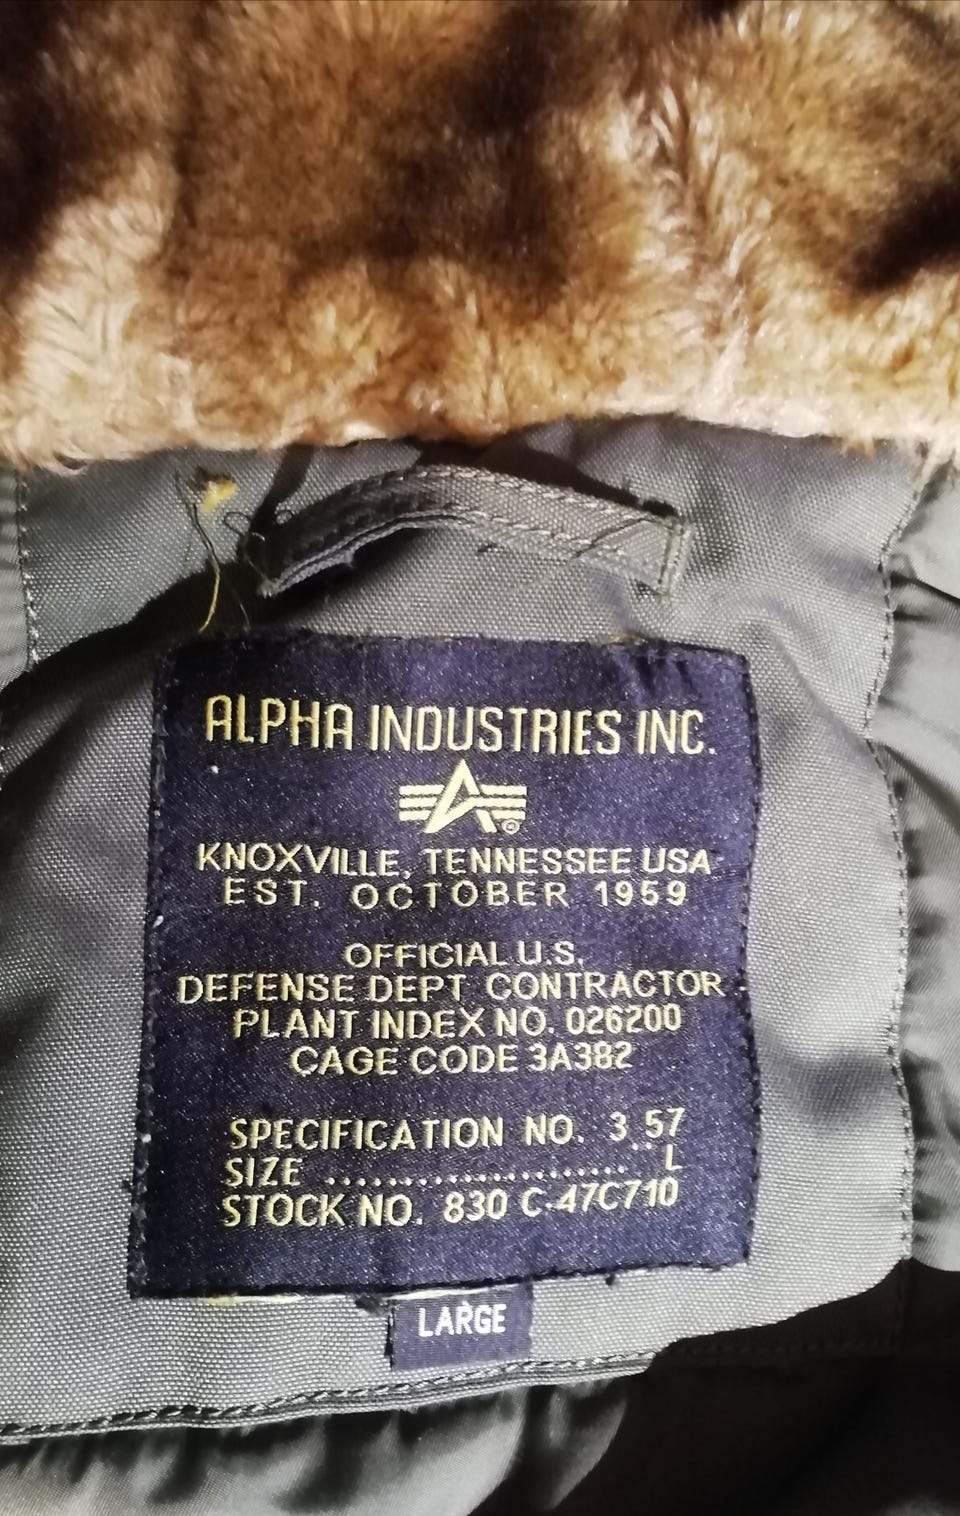 ALPHA INDUSTRIES INC.
KNOXVILLE, TENNESSEE USA
EST. OCTOBER 1959
OFFICIAL U.S.
DEFENSE DEPT CONTRACTOR
PLANT INDEX NO. 026200
CAGE CODE 3A382
SPECIFICATION NO. 3.57
SIZE ........................ L
STOCK NO. 830 C-47C710
LARGE